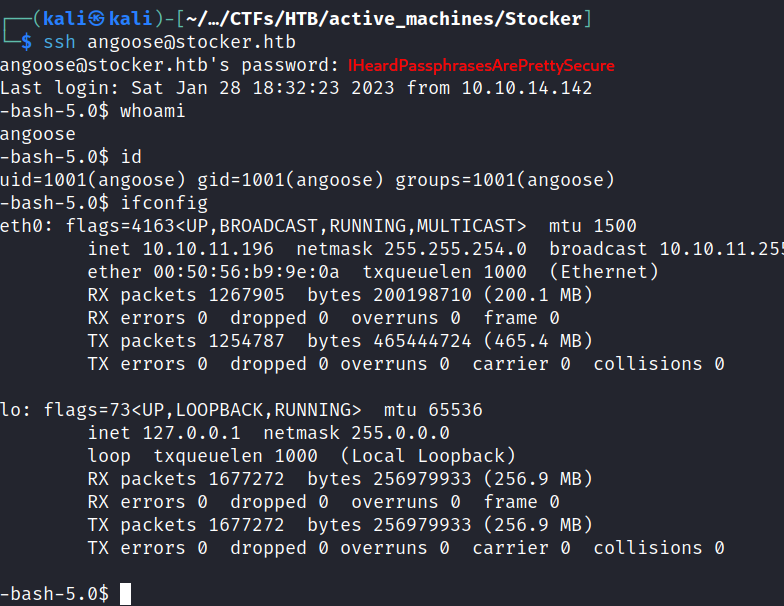 ┌──(kali㉿kali)-[~/…/CTFs/HTB/active_machines/Stocker]
└─$ ssh angoose@stocker.htb
angoose@stocker.htb's password: IHeardPassphrasesArePrettySecure
Last login: Sat Jan 28 18:32:23 2023 from 10.10.14.142
-bash-5.0$ whoami
angoose
-bash-5.0$ id
uid=1001(angoose) gid=1001(angoose) groups=1001(angoose)
-bash-5.0$ ifconfig
eth0: flags=4163<UP,BROADCAST,RUNNING,MULTICAST>  mtu 1500
        inet 10.10.11.196  netmask 255.255.254.0  broadcast 10.10.11.255
        ether 00:50:56:b9:9e:0a  txqueuelen 1000  (Ethernet)
        RX packets 1267905  bytes 200198710 (200.1 MB)
        RX errors 0  dropped 0  overruns 0  frame 0
        TX packets 1254787  bytes 465444724 (465.4 MB)
        TX errors 0  dropped 0 overruns 0  carrier 0  collisions 0

lo: flags=73<UP,LOOPBACK,RUNNING>  mtu 65536
        inet 127.0.0.1  netmask 255.0.0.0
        loop  txqueuelen 1000  (Local Loopback)
        RX packets 1677272  bytes 256979933 (256.9 MB)
        RX errors 0  dropped 0  overruns 0  frame 0
        TX packets 1677272  bytes 256979933 (256.9 MB)
        TX errors 0  dropped 0 overruns 0  carrier 0  collisions 0

-bash-5.0$